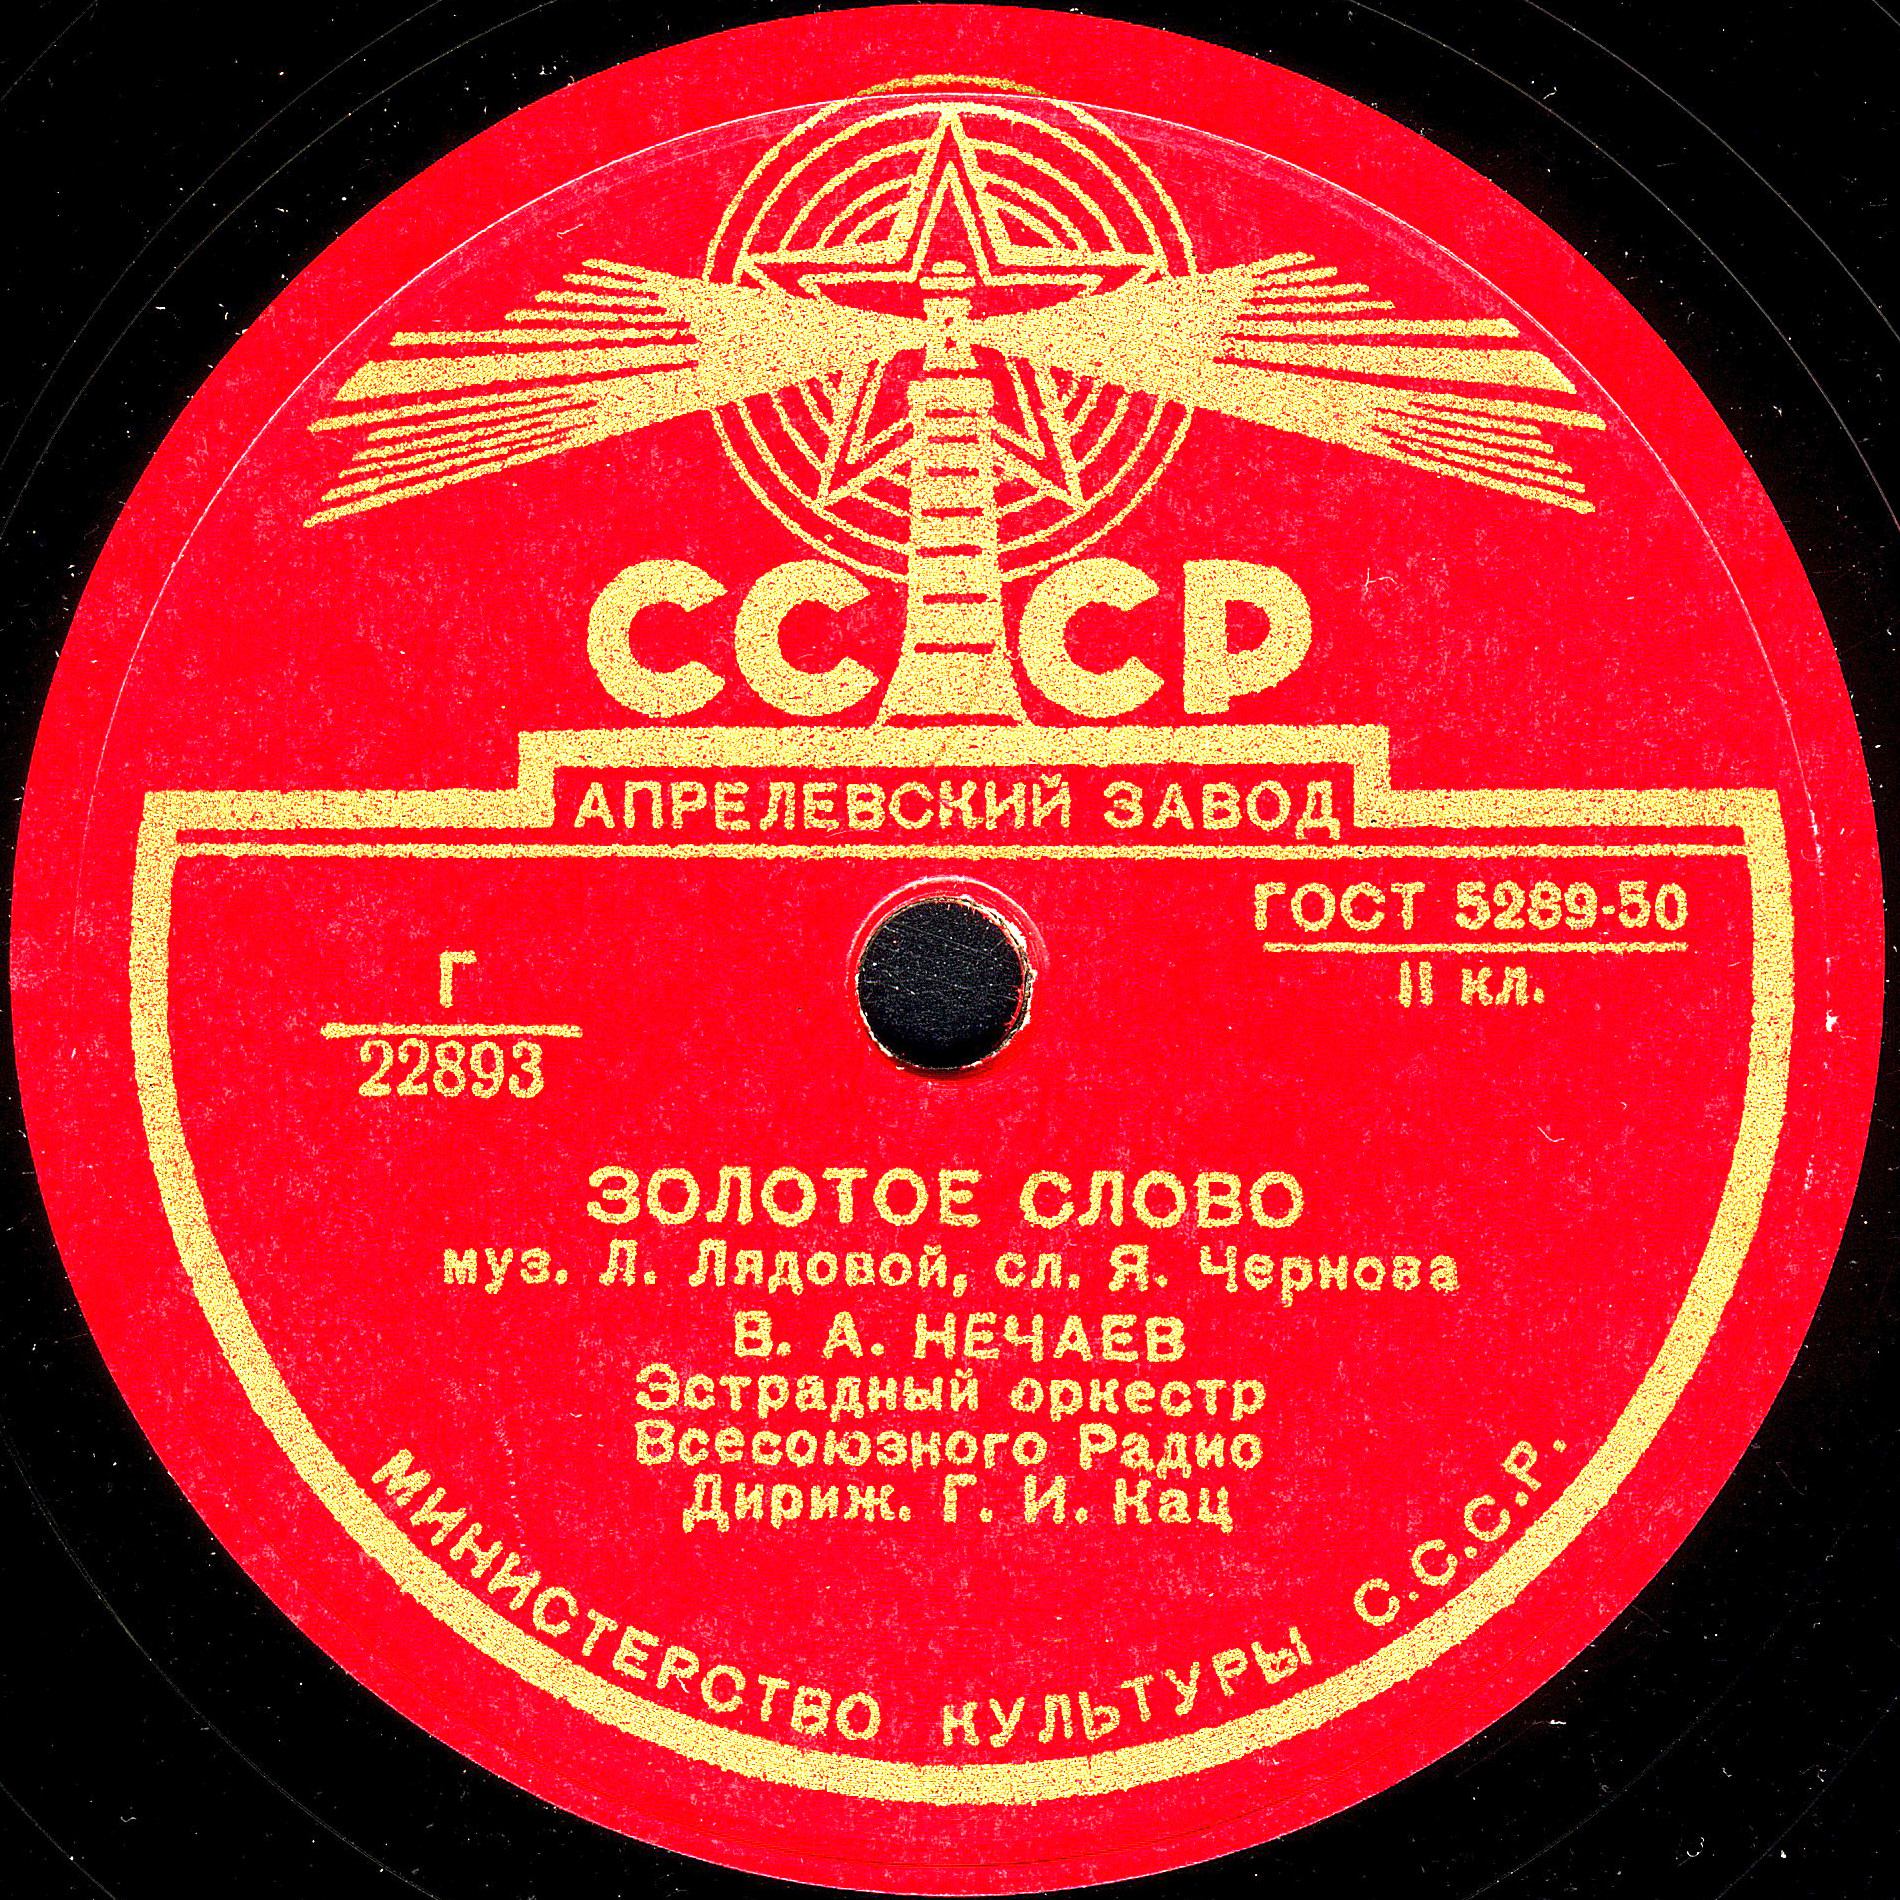 СССР
АПРЕЛЕВСКИЙ ЗАВОД
ГОСТ 5289-50
II кл.
Г
22893
ЗОЛОТОЕ СЛОВО
муз. Л. Лядовой, сл. Я. Чернова
В. А. НЕЧАЕВ
Эстрадный оркестр
Всесоюзного Радио
Дириж. Г. И. Кац
МИНИСТЕРСТВО КУЛЬТУРЫ С.С.С.Р.